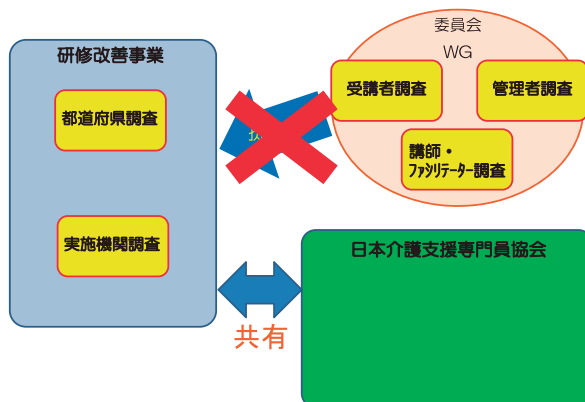 研修改善事業
都道府県調査
実施機関調査
委員会
WG
受講者調査
管理者調査
講師・
ﾌｧｼﾘﾃｰﾀｰ調査
日本介護支援専門員協会
共有